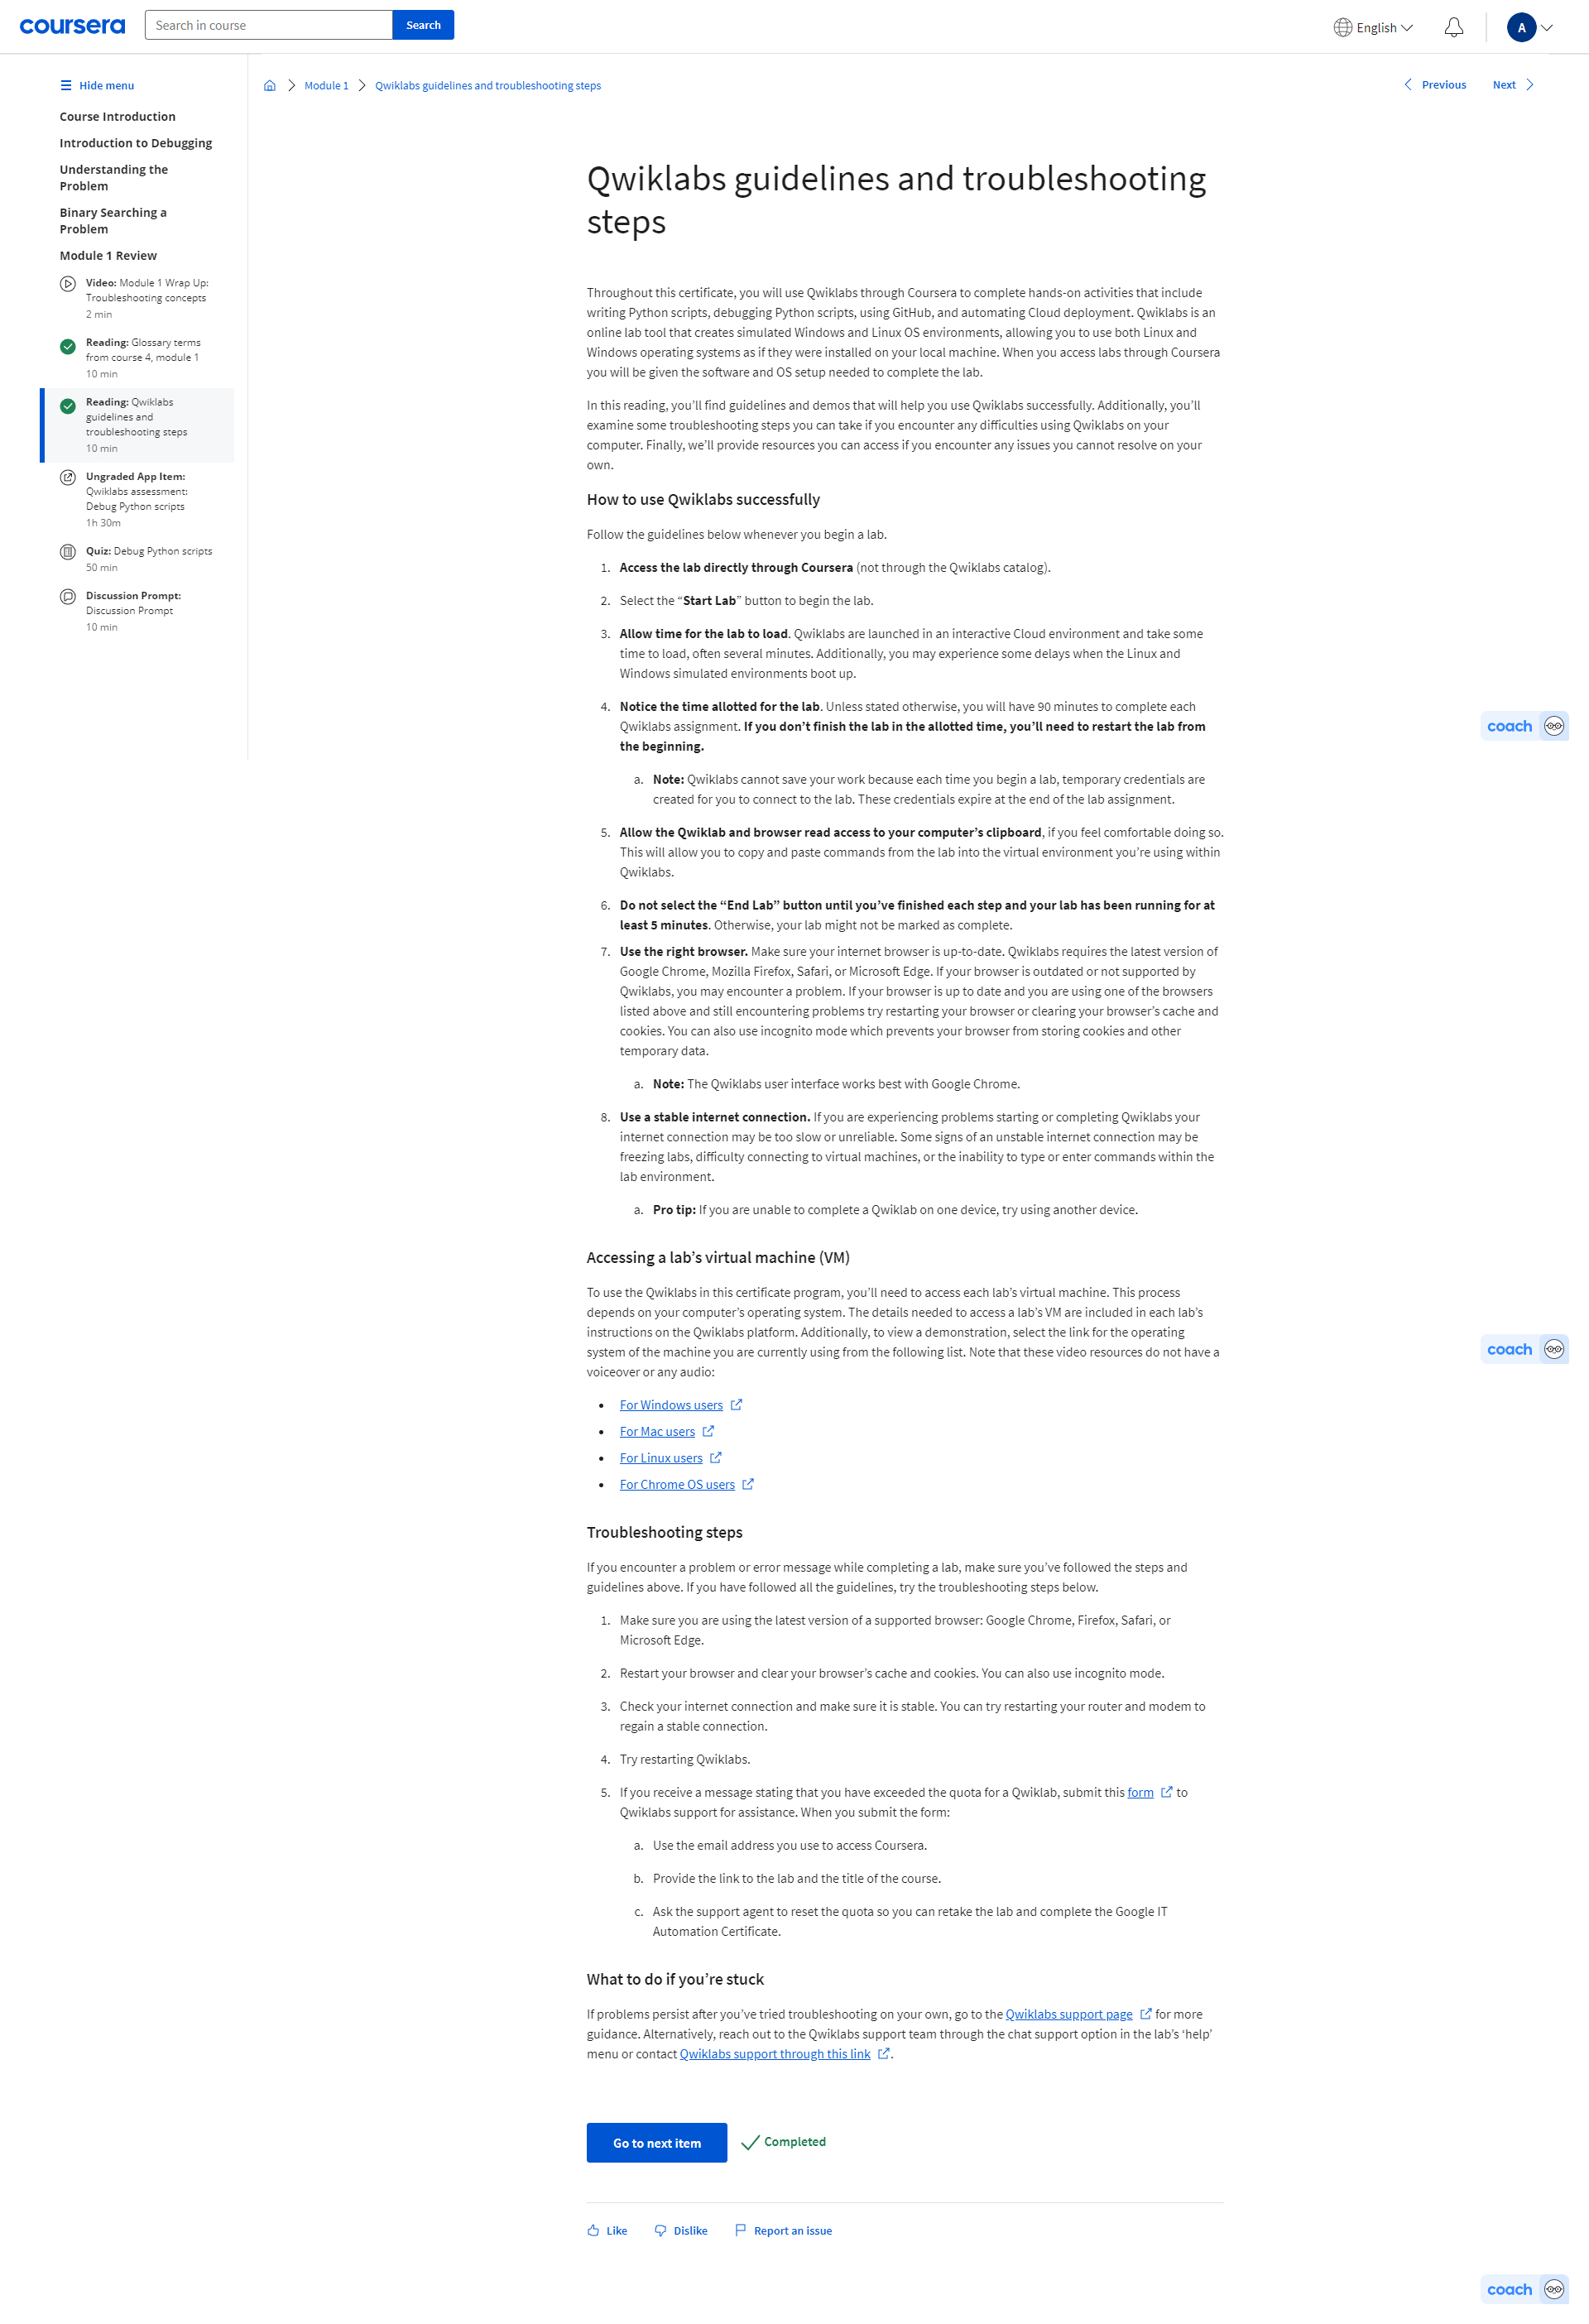 coursera
Search in course
Search
English
A
Hide menu
Course Introduction
Introduction to Debugging
Understanding the
Problem
Binary Searching a
Problem
Module 1 Review
Video: Module 1 Wrap Up:
Troubleshooting concepts
2 min
Reading: Glossary terms
from course 4, module 1
10 min
Reading: Qwiklabs
guidelines and
troubleshooting steps
10 min
Ungraded App Item:
Qwiklabs assessment:
Debug Python scripts
1h 30m
Quiz: Debug Python scripts
50 min
Discussion Prompt:
Discussion Prompt
10 min
Module 1
Qwiklabs guidelines and troubleshooting steps
Previous
Next
Qwiklabs guidelines and troubleshooting
steps
Throughout this certificate, you will use Qwiklabs through Coursera to complete hands-on activities that include
writing Python scripts, debugging Python scripts, using GitHub, and automating Cloud deployment. Qwiklabs is an
online lab tool that creates simulated Windows and Linux OS environments, allowing you to use both Linux and
Windows operating systems as if they were installed on your local machine. When you access labs through Coursera
you will be given the software and OS setup needed to complete the lab.
In this reading, you’ll find guidelines and demos that will help you use Qwiklabs successfully. Additionally, you’ll
examine some troubleshooting steps you can take if you encounter any difficulties using Qwiklabs on your
computer. Finally, we’ll provide resources you can access if you encounter any issues you cannot resolve on your
own.
How to use Qwiklabs successfully
Follow the guidelines below whenever you begin a lab.
1. Access the lab directly through Coursera (not through the Qwiklabs catalog).
2. Select the “Start Lab” button to begin the lab.
3. Allow time for the lab to load. Qwiklabs are launched in an interactive Cloud environment and take some
time to load, often several minutes. Additionally, you may experience some delays when the Linux and
Windows simulated environments boot up.
4. Notice the time allotted for the lab. Unless stated otherwise, you will have 90 minutes to complete each
Qwiklabs assignment. If you don’t finish the lab in the allotted time, you’ll need to restart the lab from
the beginning.
a. Note: Qwiklabs cannot save your work because each time you begin a lab, temporary credentials are
created for you to connect to the lab. These credentials expire at the end of the lab assignment.
5. Allow the Qwiklab and browser read access to your computer’s clipboard, if you feel comfortable doing so.
This will allow you to copy and paste commands from the lab into the virtual environment you’re using within
Qwiklabs.
6. Do not select the “End Lab” button until you’ve finished each step and your lab has been running for at
least 5 minutes. Otherwise, your lab might not be marked as complete.
7. Use the right browser. Make sure your internet browser is up-to-date. Qwiklabs requires the latest version of
Google Chrome, Mozilla Firefox, Safari, or Microsoft Edge. If your browser is outdated or not supported by
Qwiklabs, you may encounter a problem. If your browser is up to date and you are using one of the browsers
listed above and still encountering problems try restarting your browser or clearing your browser’s cache and
cookies. You can also use incognito mode which prevents your browser from storing cookies and other
temporary data.
a. Note: The Qwiklabs user interface works best with Google Chrome.
8. Use a stable internet connection. If you are experiencing problems starting or completing Qwiklabs your
internet connection may be too slow or unreliable. Some signs of an unstable internet connection may be
freezing labs, difficulty connecting to virtual machines, or the inability to type or enter commands within the
lab environment.
a. Pro tip: If you are unable to complete a Qwiklab on one device, try using another device.
Accessing a lab’s virtual machine (VM)
To use the Qwiklabs in this certificate program, you’ll need to access each lab’s virtual machine. This process
depends on your computer’s operating system. The details needed to access a lab’s VM are included in each lab’s
instructions on the Qwiklabs platform. Additionally, to view a demonstration, select the link for the operating
system of the machine you are currently using from the following list. Note that these video resources do not have a
voiceover or any audio:
• For Windows users
• For Mac users
• For Linux users
• For Chrome OS users
Troubleshooting steps
If you encounter a problem or error message while completing a lab, make sure you’ve followed the steps and
guidelines above. If you have followed all the guidelines, try the troubleshooting steps below.
1. Make sure you are using the latest version of a supported browser: Google Chrome, Firefox, Safari, or
Microsoft Edge.
2. Restart your browser and clear your browser’s cache and cookies. You can also use incognito mode.
3. Check your internet connection and make sure it is stable. You can try restarting your router and modem to
regain a stable connection.
4. Try restarting Qwiklabs.
5. If you receive a message stating that you have exceeded the quota for a Qwiklab, submit this form to
Qwiklabs support for assistance. When you submit the form:
a. Use the email address you use to access Coursera.
b. Provide the link to the lab and the title of the course.
c. Ask the support agent to reset the quota so you can retake the lab and complete the Google IT
Automation Certificate.
What to do if you’re stuck
If problems persist after you’ve tried troubleshooting on your own, go to the Qwiklabs support page for more
guidance. Alternatively, reach out to the Qwiklabs support team through the chat support option in the lab’s ‘help’
menu or contact Qwiklabs support through this link.
Go to next item
Completed
Like
Dislike
Report an issue
coach
coach
coach